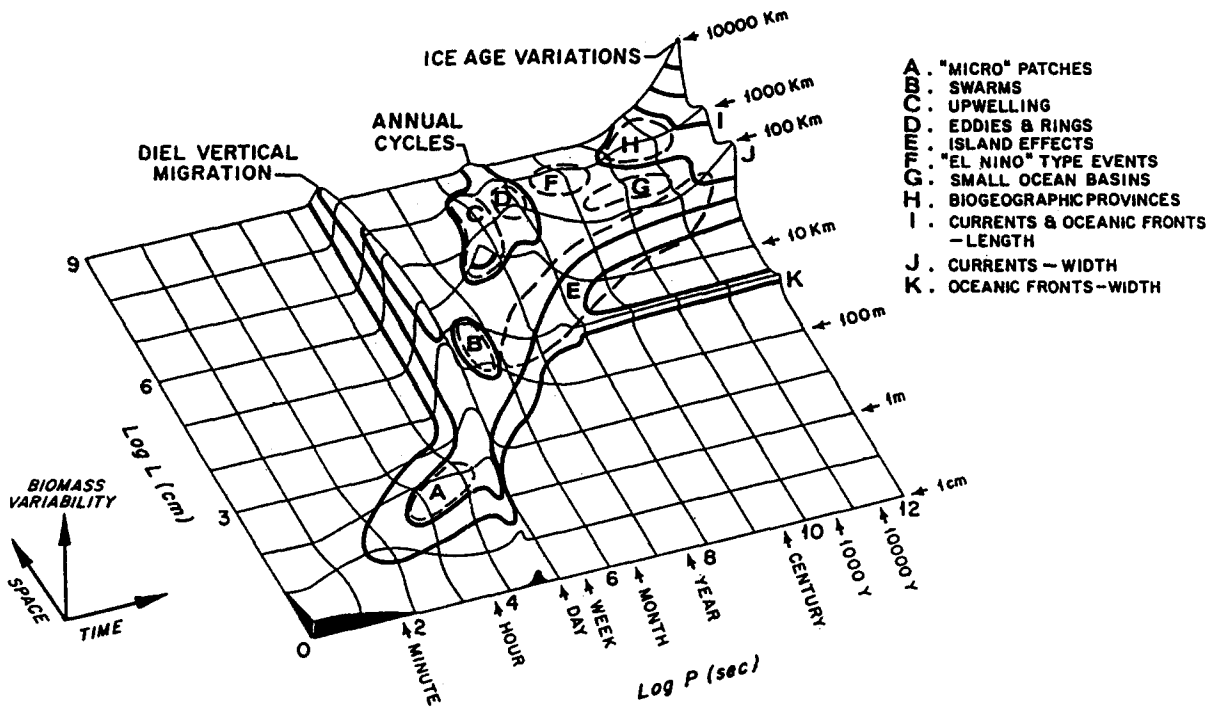 ICE AGE VARIATIONS
10000 Km
1000 Km
100 Km
10 Km
100m
1m
1cm
ANNUAL
CYCLES
DIEL VERTICAL
MIGRATION
A. "MICRO" PATCHES
B. SWARMS
C. UPWELLING
D. EDDIES & RINGS
E. ISLAND EFFECTS
F. "EL NINO" TYPE EVENTS
G. SMALL OCEAN BASINS
H. BIOGEOGRAPHIC PROVINCES
I. CURRENTS & OCEANIC FRONTS
-LENGTH
J. CURRENTS - WIDTH
K. OCEANIC FRONTS-WIDTH
H
I
J
F
G
C
D
E
K
B
A
9
6
3
0
Log L (cm)
BIOMASS
VARIABILITY
SPACE
TIME
2
4
6
8
10
12
MINUTE
HOUR
DAY
WEEK
MONTH
YEAR
CENTURY
1000 Y
10000 Y
Log P (sec)